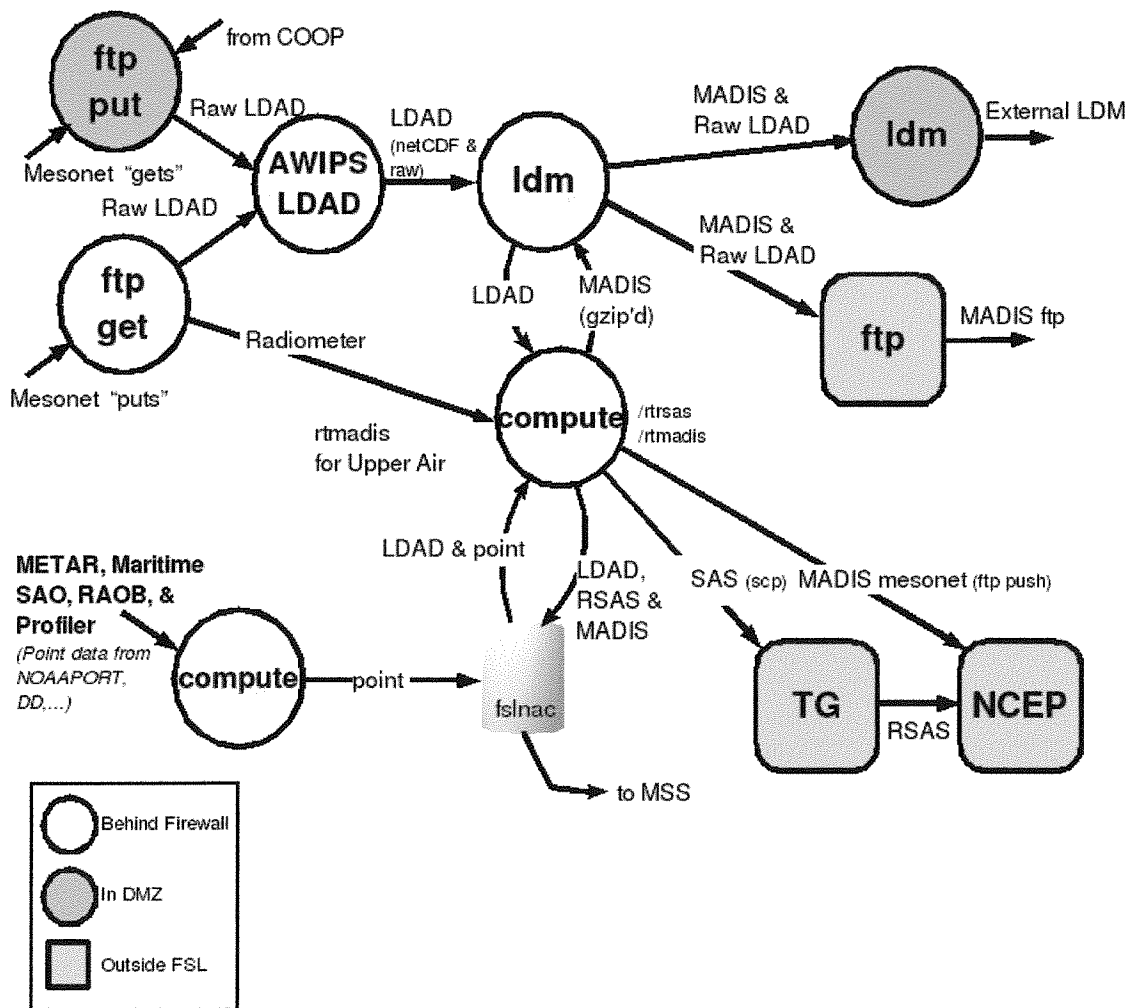 from COOP
ftp
put
Mesonet "gets"
Raw LDAD
AWIPS
LDAD
Raw LDAD
ftp
get
Mesonet "puts"
LDAD
(netCDF &
raw)
ldm
MADIS &
Raw LDAD
ldm
External LDM
MADIS &
Raw LDAD
ftp
MADIS ftp
LDAD
MADIS
(gzip'd)
Radiometer
compute
/rtrsas
/rtmadis
rtmadis
for Upper Air
LDAD & point
LDAD,
RSAS &
MADIS
SAS (scp)
MADIS mesonet (ftp push)
METAR, Maritime
SAO, RAOB, &
Profiler
(Point data from
NOAAPORT,
DD,...)
compute
point
fslnac
to MSS
TG
RSAS
NCEP
Behind Firewall
In DMZ
Outside FSL